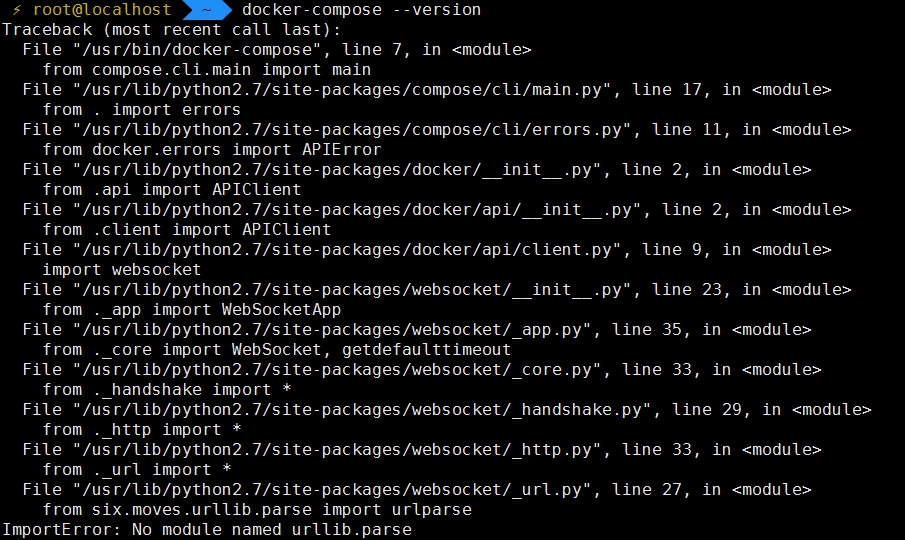 ⚡ root@localhost ~ docker-compose --version
Traceback (most recent call last):
  File "/usr/bin/docker-compose", line 7, in <module>
    from compose.cli.main import main
  File "/usr/lib/python2.7/site-packages/compose/cli/main.py", line 17, in <module>
    from . import errors
  File "/usr/lib/python2.7/site-packages/compose/cli/errors.py", line 11, in <module>
    from docker.errors import APIError
  File "/usr/lib/python2.7/site-packages/docker/__init__.py", line 2, in <module>
    from .api import APIClient
  File "/usr/lib/python2.7/site-packages/docker/api/__init__.py", line 2, in <module>
    from .client import APIClient
  File "/usr/lib/python2.7/site-packages/docker/api/client.py", line 9, in <module>
    import websocket
  File "/usr/lib/python2.7/site-packages/websocket/__init__.py", line 23, in <module>
    from ._app import WebSocketApp
  File "/usr/lib/python2.7/site-packages/websocket/_app.py", line 35, in <module>
    from ._core import WebSocket, getdefaulttimeout
  File "/usr/lib/python2.7/site-packages/websocket/_core.py", line 33, in <module>
    from ._handshake import *
  File "/usr/lib/python2.7/site-packages/websocket/_handshake.py", line 29, in <module>
    from ._http import *
  File "/usr/lib/python2.7/site-packages/websocket/_http.py", line 33, in <module>
    from ._url import *
  File "/usr/lib/python2.7/site-packages/websocket/_url.py", line 27, in <module>
    from six.moves.urllib.parse import urlparse
ImportError: No module named urllib.parse